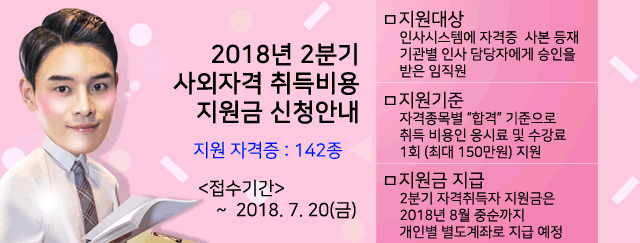 2018년 2분기
사외자격 취득비용
지원금 신청안내
지원 자격증 : 142종
<접수기간>
~ 2018. 7. 20(금)
□지원대상
인사시스템에 자격증 사본 등재
기관별 인사 담당자에게 승인을
받은 임직원
□지원기준
자격종목별 “합격” 기준으로
취득 비용인 응시료 및 수강료
1회 (최대 150만원) 지원
□지원금 지급
2분기 자격취득자 지원금은
2018년 8월 중순까지
개인별 별도계좌로 지급 예정